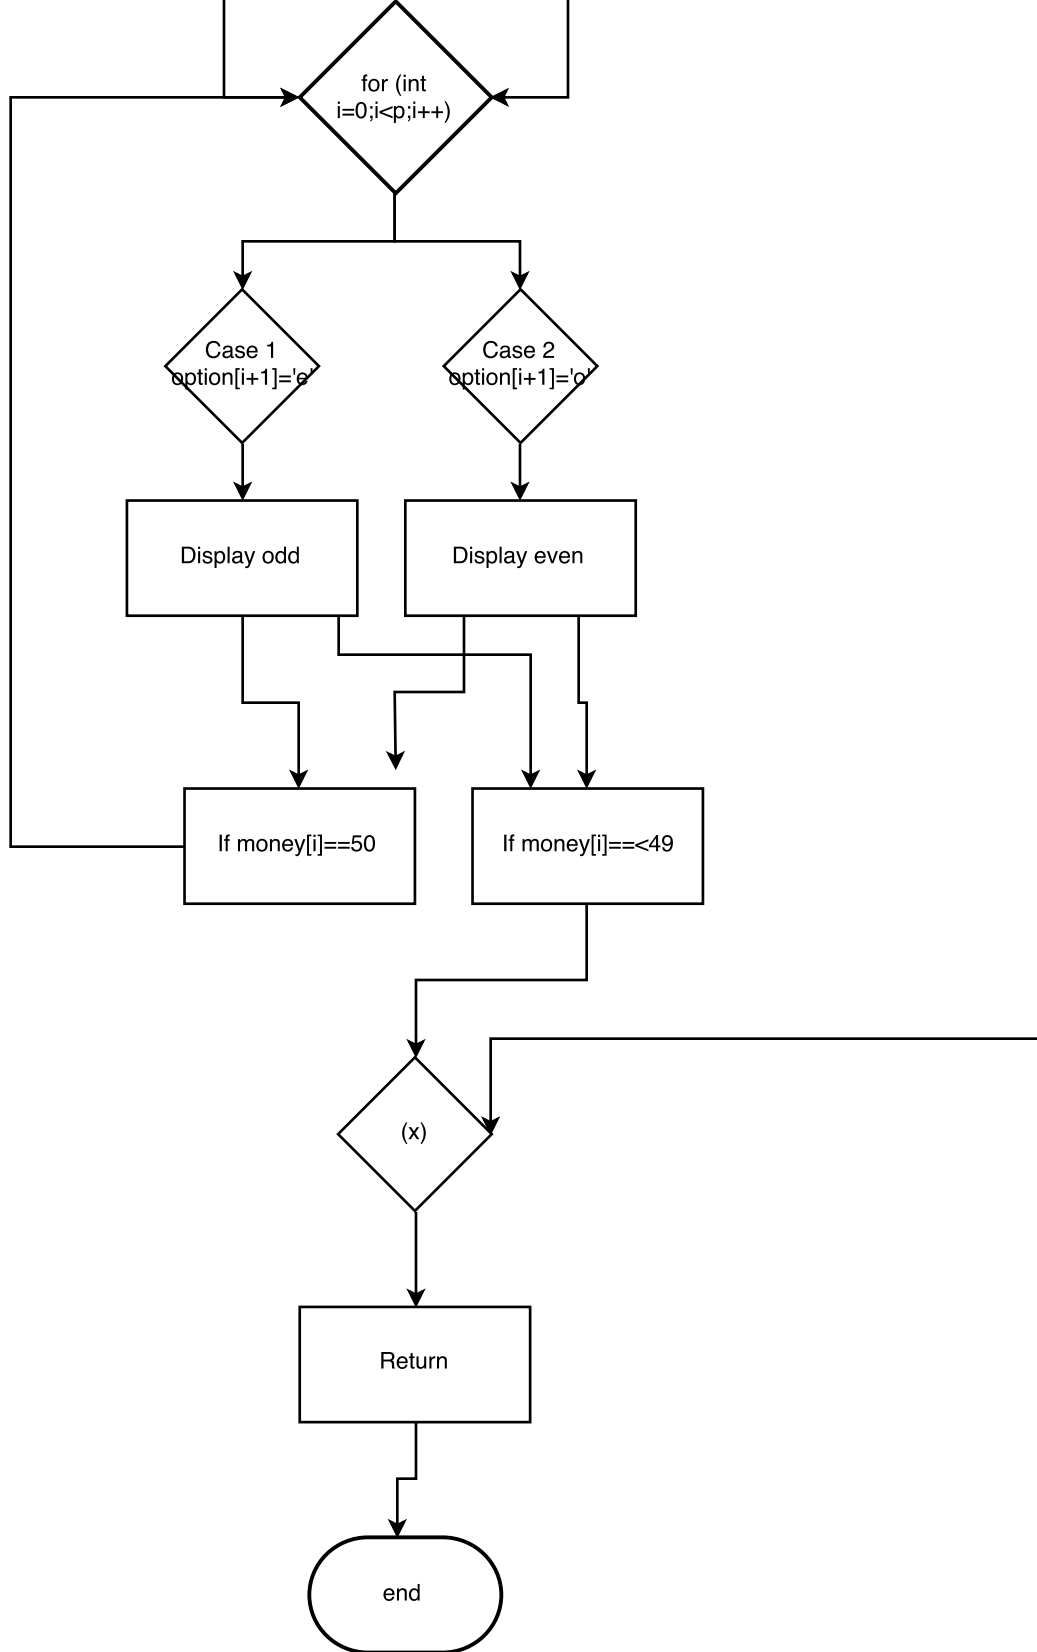 for (int
i=0;i<p;i++)
Case 1
option[i+1]='e'
Case 2
option[i+1]='o'
Display odd
Display even
If money[i]==50
If money[i]==<49
(x)
Return
end